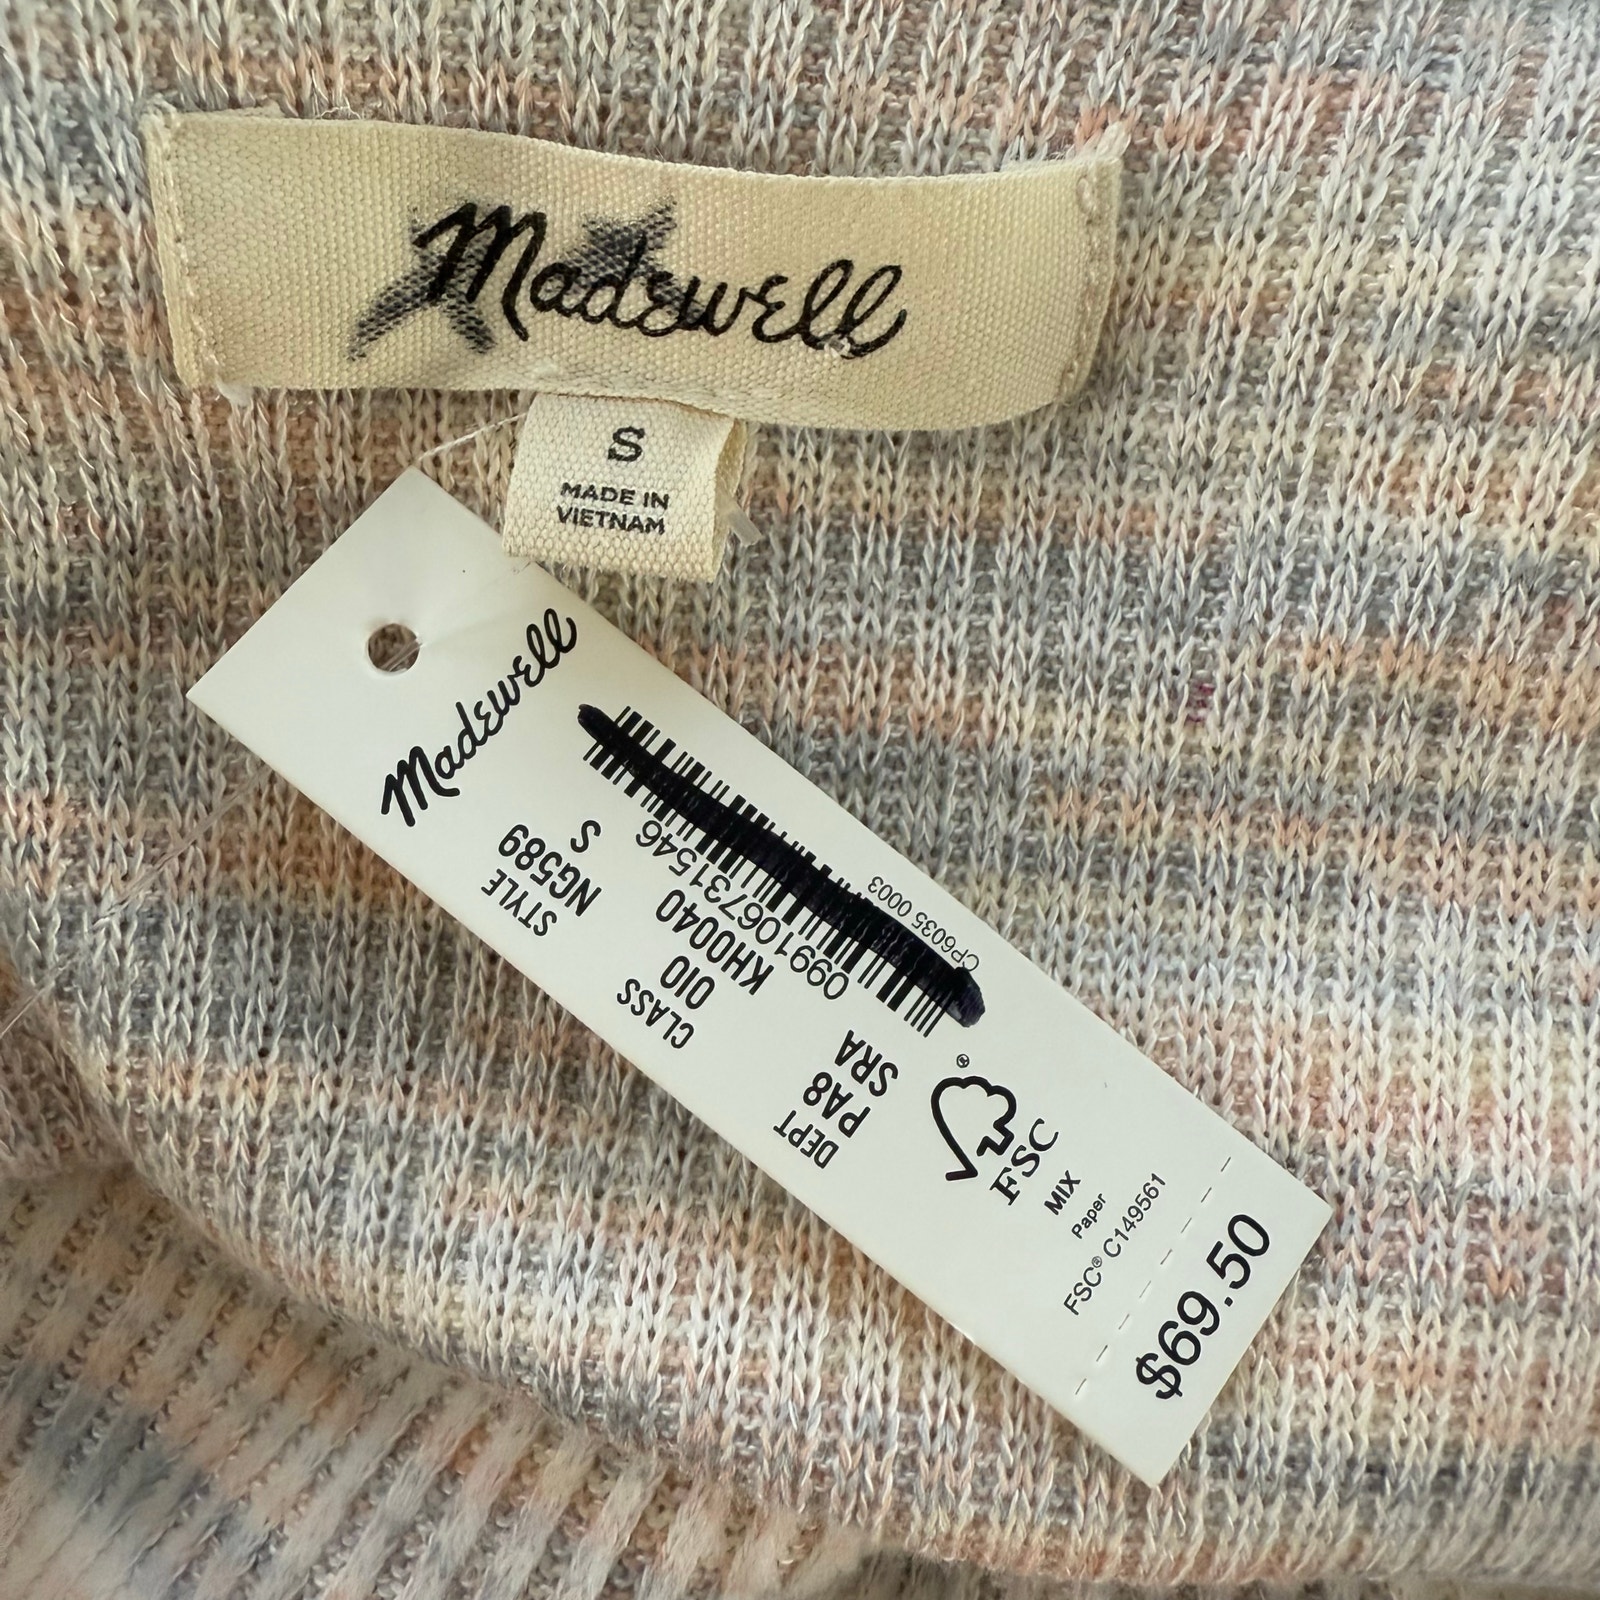 Madewell
S
MADE IN
VIETNAM
Madewell
STYLE
NG589
S
CLASS
010
KH0040
099106731546
DEPT
PA8
SRA
CP6035 0003
®
FSC
MIX
Paper
FSC® C149561
$69.50